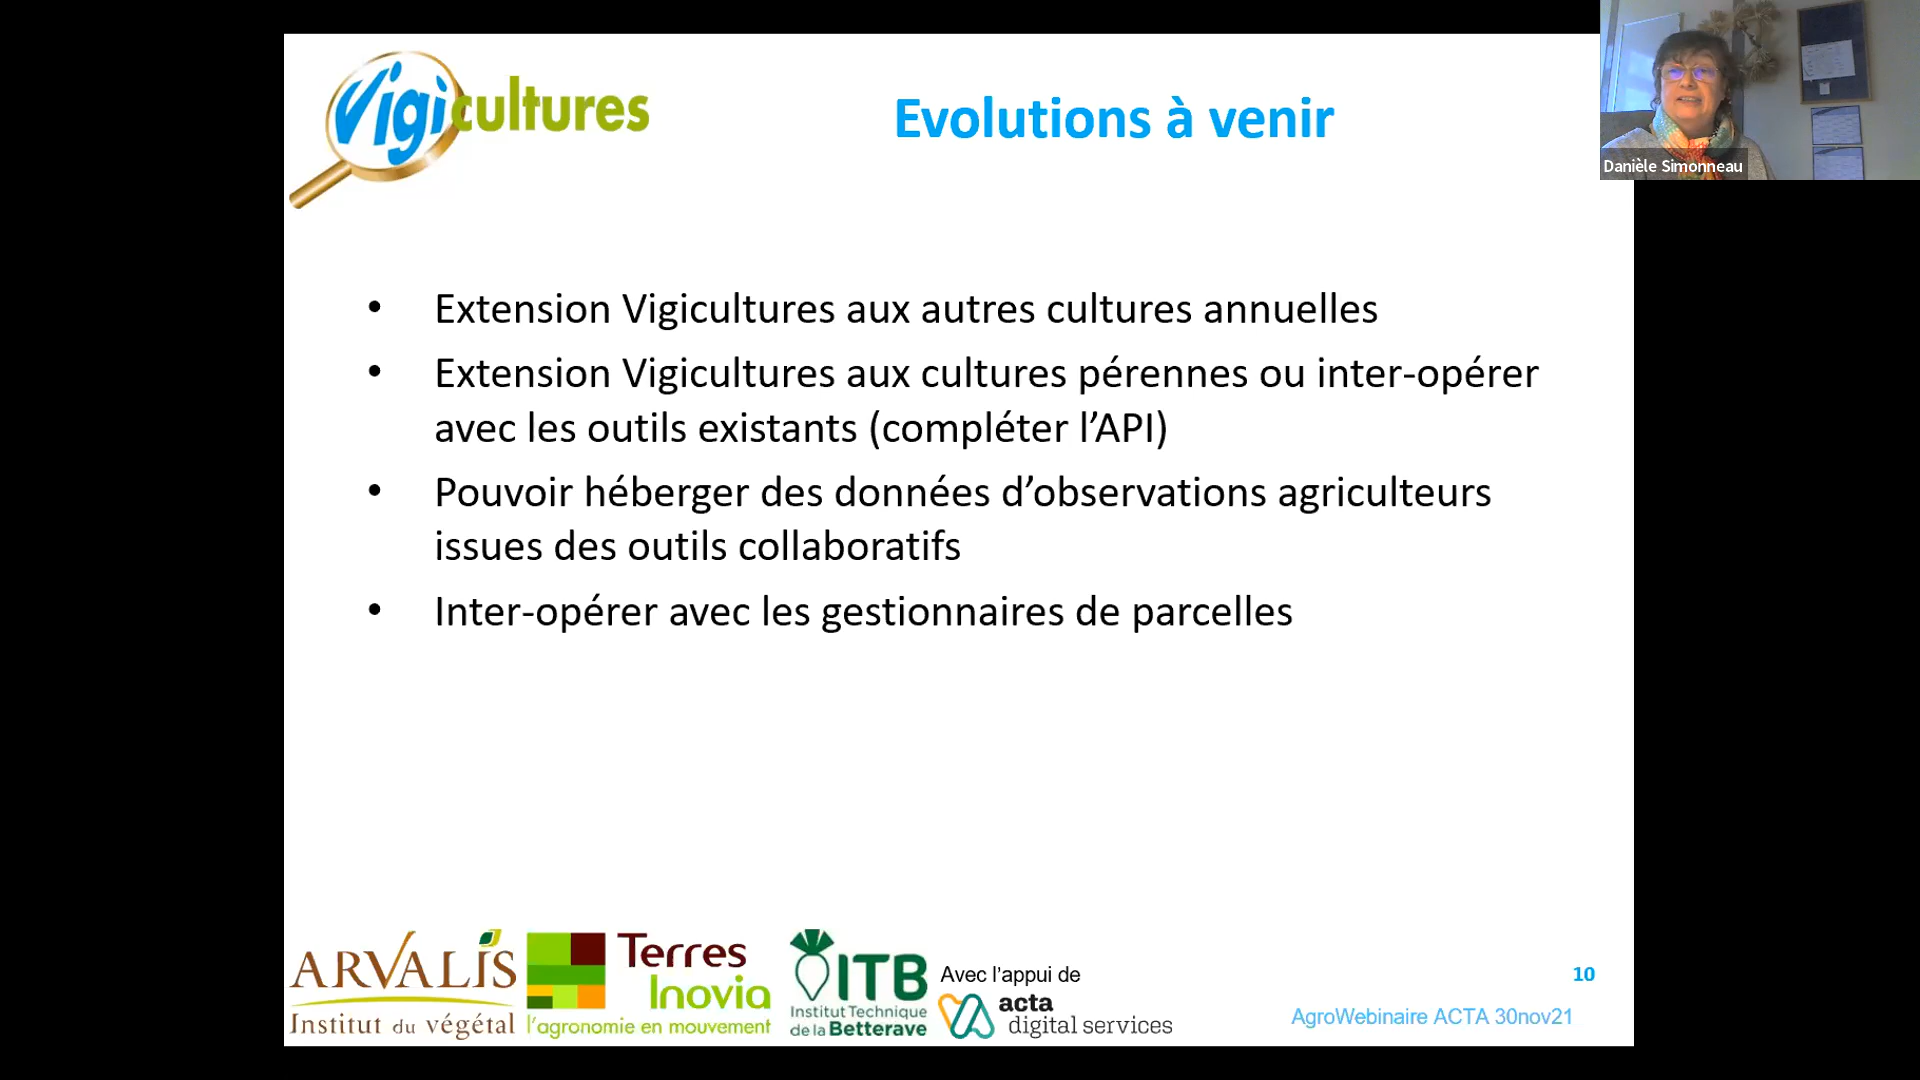 Vigicultures
Evolutions à venir
Danièle Simonneau
• Extension Vigicultures aux autres cultures annuelles
• Extension Vigicultures aux cultures pérennes ou inter-opérer
avec les outils existants (compléter l’API)
• Pouvoir héberger des données d’observations agriculteurs
issues des outils collaboratifs
• Inter-opérer avec les gestionnaires de parcelles
ARVALIS
Institut du végétal
Terres
Inovia
l’agronomie en mouvement
ITB
Institut Technique
de la Betterave
Avec l’appui de
acta
digital services
10
AgroWebinaire ACTA 30nov21